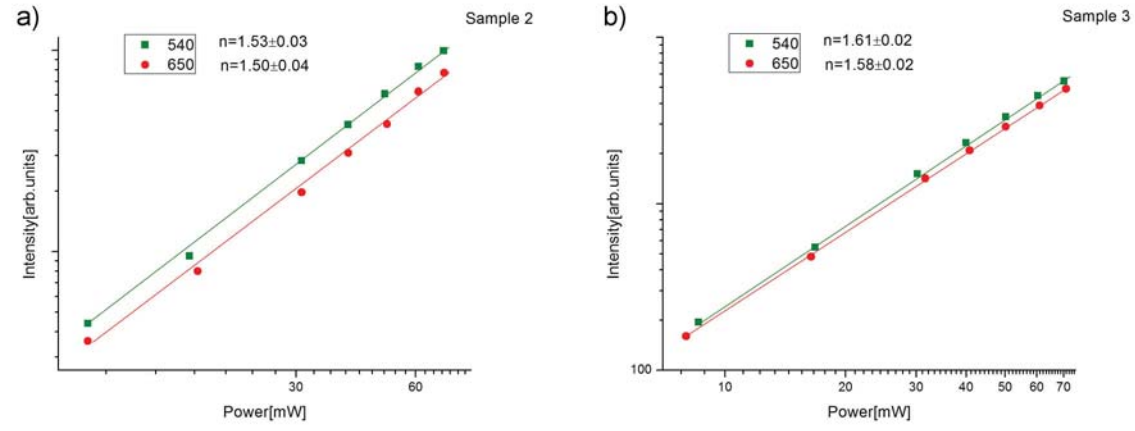 a)
Sample 2
540
n=1.53±0.03
650
n=1.50±0.04
Intensity[arb.units]
30
60
Power[mW]
b)
Sample 3
540
n=1.61±0.02
650
n=1.58±0.02
Intensity[arb.units]
100
10
20
30
40
50
60
70
Power[mW]